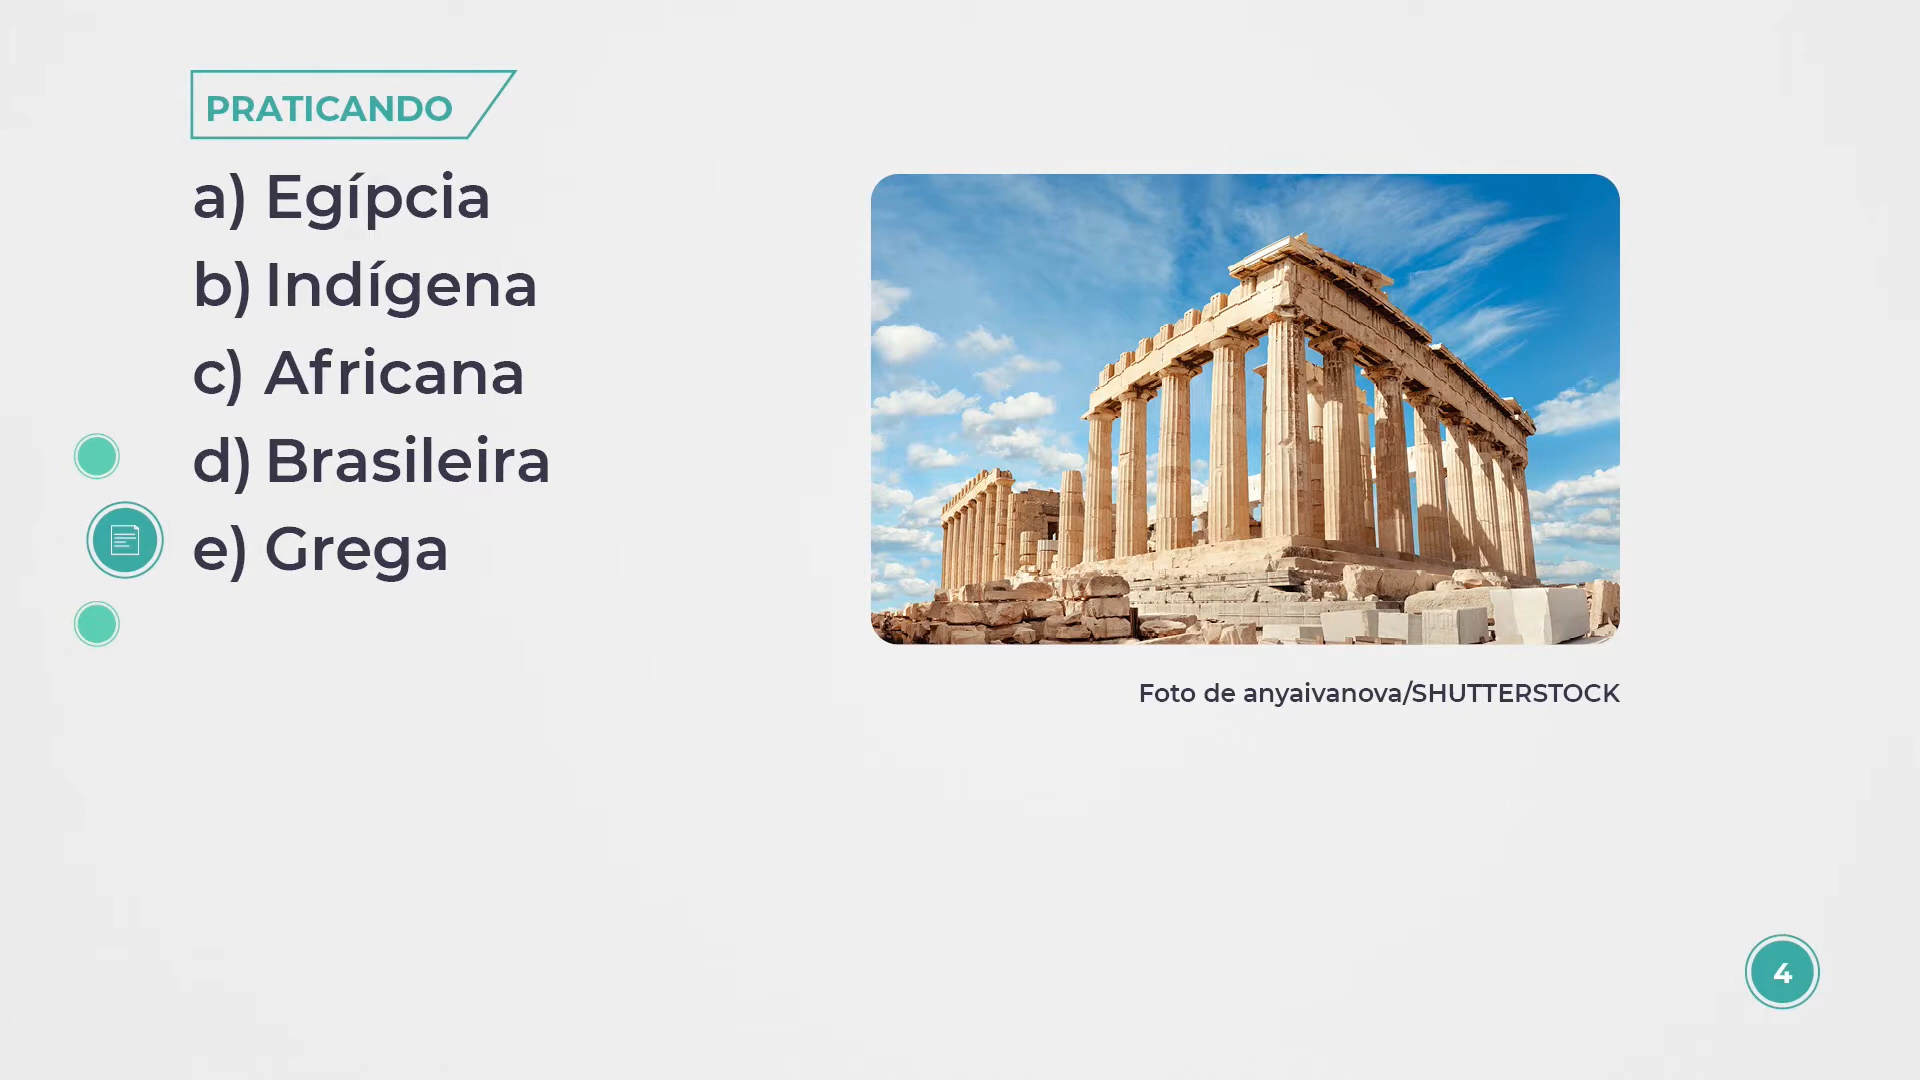 PRATICANDO
a) Egípcia
b) Indígena
c) Africana
d) Brasileira
e) Grega
Foto de anyaivanova/SHUTTERSTOCK
4